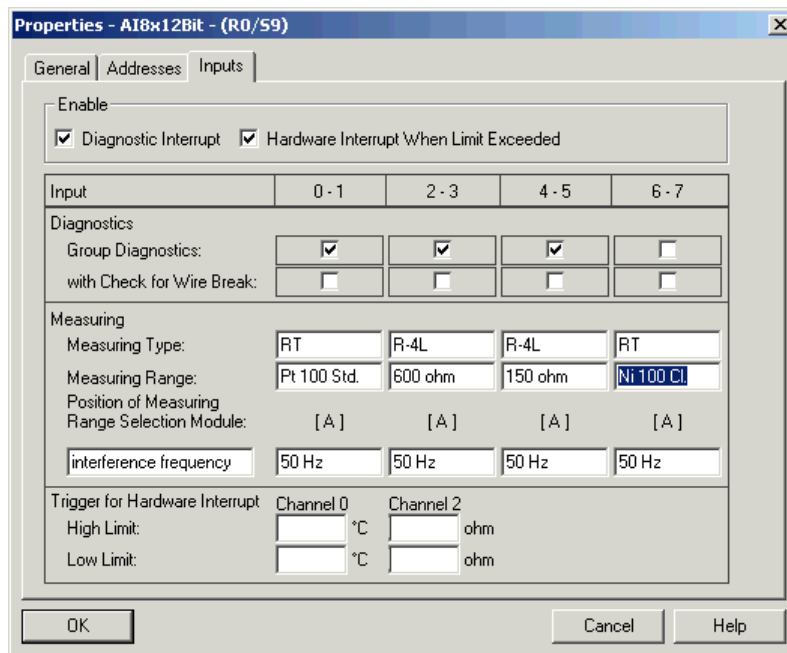 Properties - AI8x12Bit - (R0/S9)
General Addresses Inputs
Enable
Diagnostic Interrupt Hardware Interrupt When Limit Exceeded
Input 0 - 1 2 - 3 4 - 5 6 - 7
Diagnostics
Group Diagnostics:
with Check for Wire Break:
Measuring
Measuring Type: RT R-4L R-4L RT
Measuring Range: Pt 100 Std. 600 ohm 150 ohm Ni 100 Cl.
Position of Measuring
Range Selection Module: [ A ] [ A ] [ A ] [ A ]
interference frequency 50 Hz 50 Hz 50 Hz 50 Hz
Trigger for Hardware Interrupt Channel 0 Channel 2
High Limit: °C ohm
Low Limit: °C ohm
OK Cancel Help